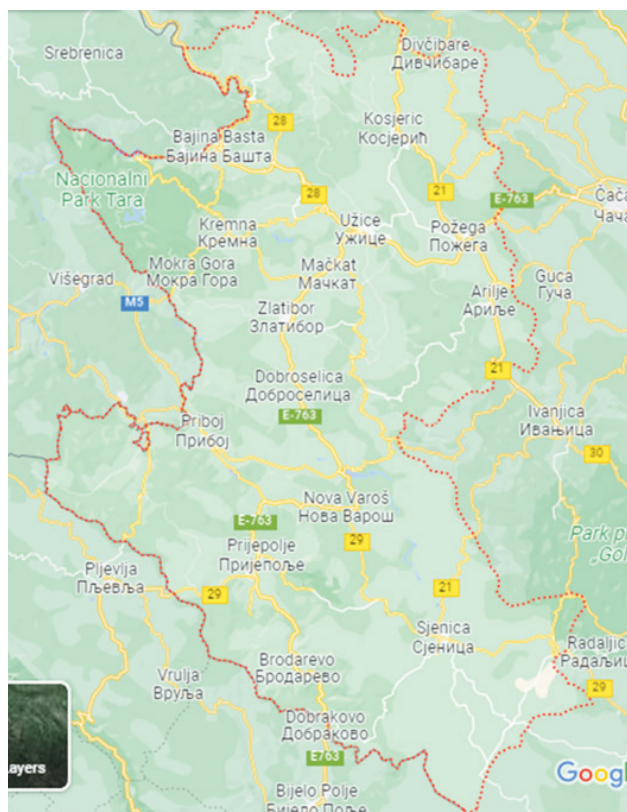 Srebrenica
Divčibare
Дивчибаре
Kosjeric
Косјерић
28
Bajina Basta
Бајина Башта
Nacionalni
Park Tara
28
21
E-763
Čača
Чача
Kremna
Кремна
Užice
Ужице
Požega
Пожега
Mokra Gora
Мокра Гора
Mačkat
Мачкат
Višegrad
M5
Guca
Гуча
Arilje
Ариље
Zlatibor
Златибор
21
Dobroselica
Доброселица
E-763
Priboj
Прибој
Ivanjica
Ивањица
30
Nova Varoš
Нова Варош
E-763
29
Park p
„Gol
Prijepolje
Пријепоље
Pljevlja
Пљевља
29
21
Sjenica
Сјеница
Radaljic
Радаљиц
29
Brodarevo
Бродарево
Vrulja
Вруља
Dobrakovo
Добраково
E763
ayers
Googl
Bijelo Polje
Бијело Поље